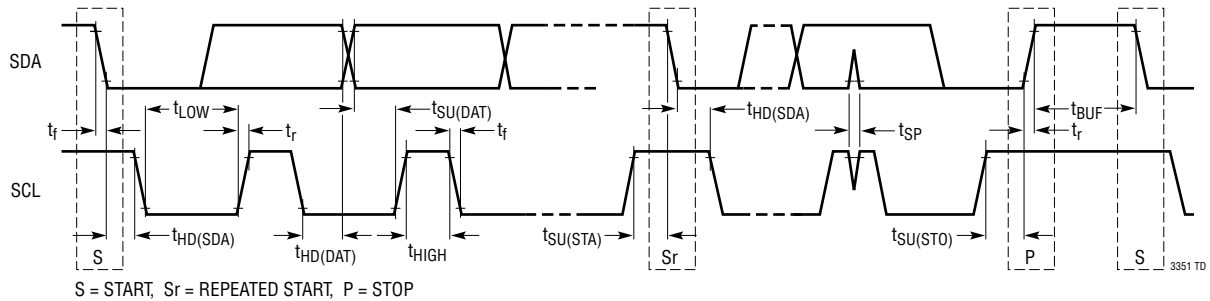 SDA
tLOW
tSU(DAT)
tHD(SDA)
tBUF
tf
tr
tf
tSP
tr
SCL
tHD(SDA)
tHD(DAT)
tHIGH
tSU(STA)
tSU(STO)
S
Sr
P
S
3351 TD
S = START, Sr = REPEATED START, P = STOP